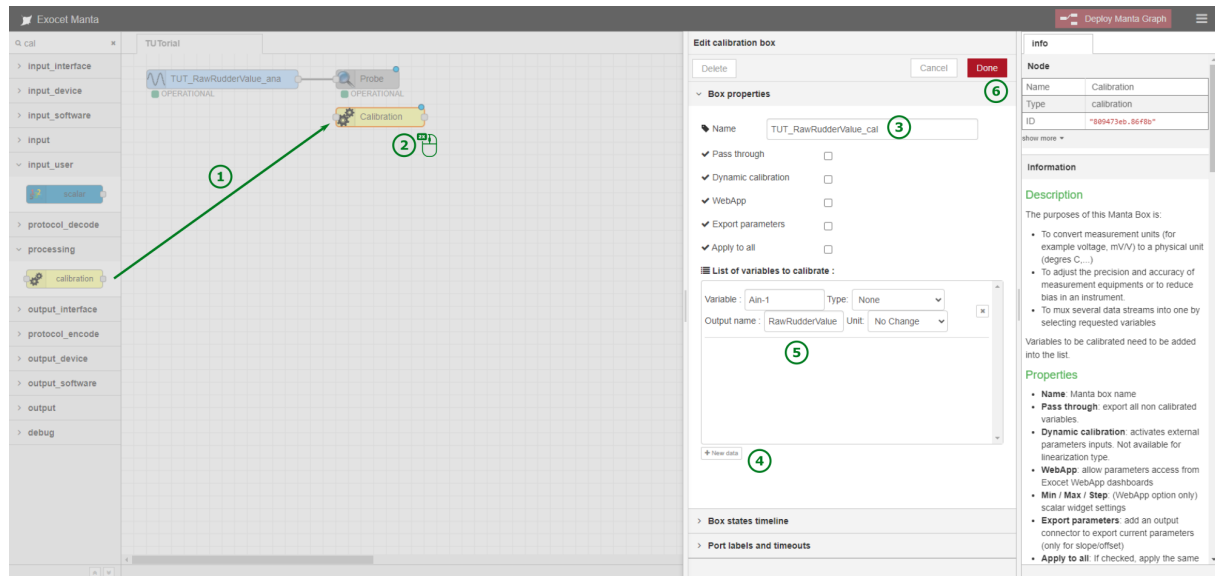 Exocet Manta
Deploy Manta Graph
cal
input_interface
input_device
input_software
input
input_user
scalar
protocol_decode
processing
calibration
output_interface
protocol_encode
output_device
output_software
output
debug
TUTorial
TUT_RawRudderValue_ana
OPERATIONAL
Probe
OPERATIONAL
Calibration
1
2
2X
Edit calibration box
Delete
Cancel
Done
6
Box properties
Name
TUT_RawRudderValue_cal
3
Pass through
Dynamic calibration
WebApp
Export parameters
Apply to all
List of variables to calibrate :
Variable : Ain-1 Type: None
Output name : RawRudderValue Unit: No Change
5
+ New data
4
Box states timeline
Port labels and timeouts
info
Node
Name Calibration
Type calibration
ID "809473eb.86f8b"
show more
Information
Description
The purposes of this Manta Box is:
• To convert measurement units (for
example voltage, mV/V) to a physical unit
(degres C,...)
• To adjust the precision and accuracy of
measurement equipments or to reduce
bias in an instrument.
• To mux several data streams into one by
selecting requested variables
Variables to be calibrated need to be added
into the list.
Properties
• Name: Manta box name
• Pass through: export all non calibrated
variables.
• Dynamic calibration: activates external
parameters inputs. Not available for
linearization type.
• WebApp: allow parameters access from
Exocet WebApp dashboards
• Min / Max / Step: (WebApp option only)
scalar widget settings
• Export parameters: add an output
connector to export current parameters
(only for slope/offset)
• Apply to all: If checked, apply the same